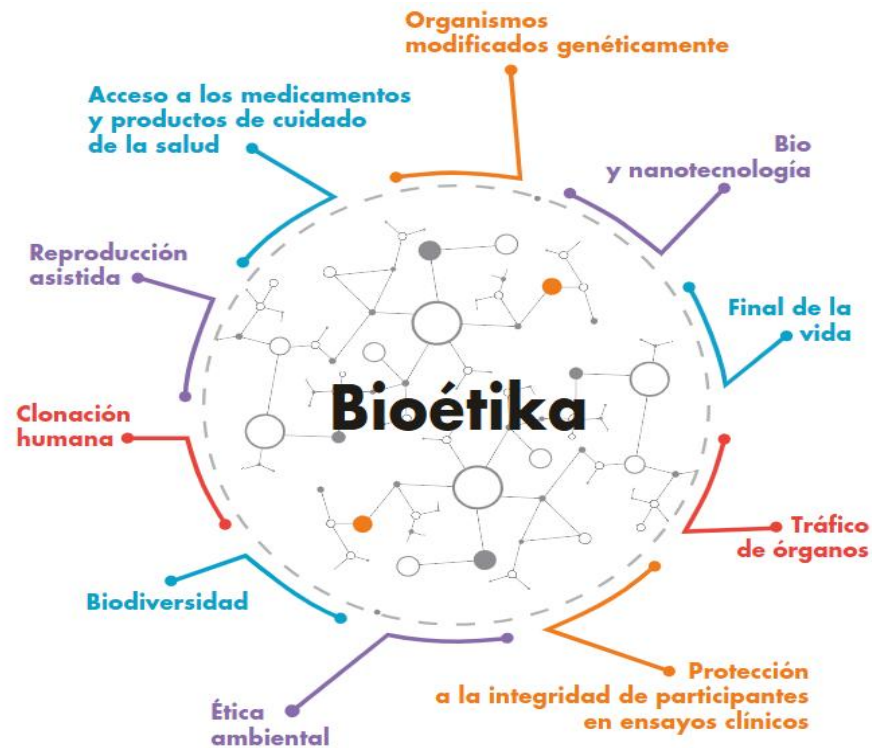 Organismos
modificados genéticamente
Acceso a los medicamentos
y productos de cuidado
de la salud
Bio
y nanotecnología
Reproducción
asistida
Final de la
vida
Bioétika
Clonación
humana
Tráfico
de órganos
Biodiversidad
Protección
a la integridad de participantes
en ensayos clínicos
Ética
ambiental